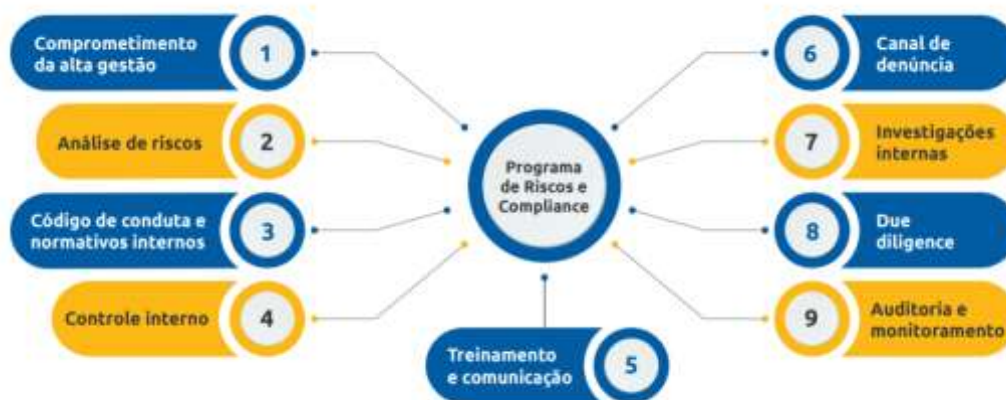 Comprometimento
da alta gestão
1
Análise de riscos
2
Código de conduta e
normativos internos
3
Controle interno
4
Programa
de Riscos e
Compliance
Treinamento
e comunicação
5
6
Canal de
denúncia
7
Investigações
internas
8
Due
diligence
9
Auditoria e
monitoramento